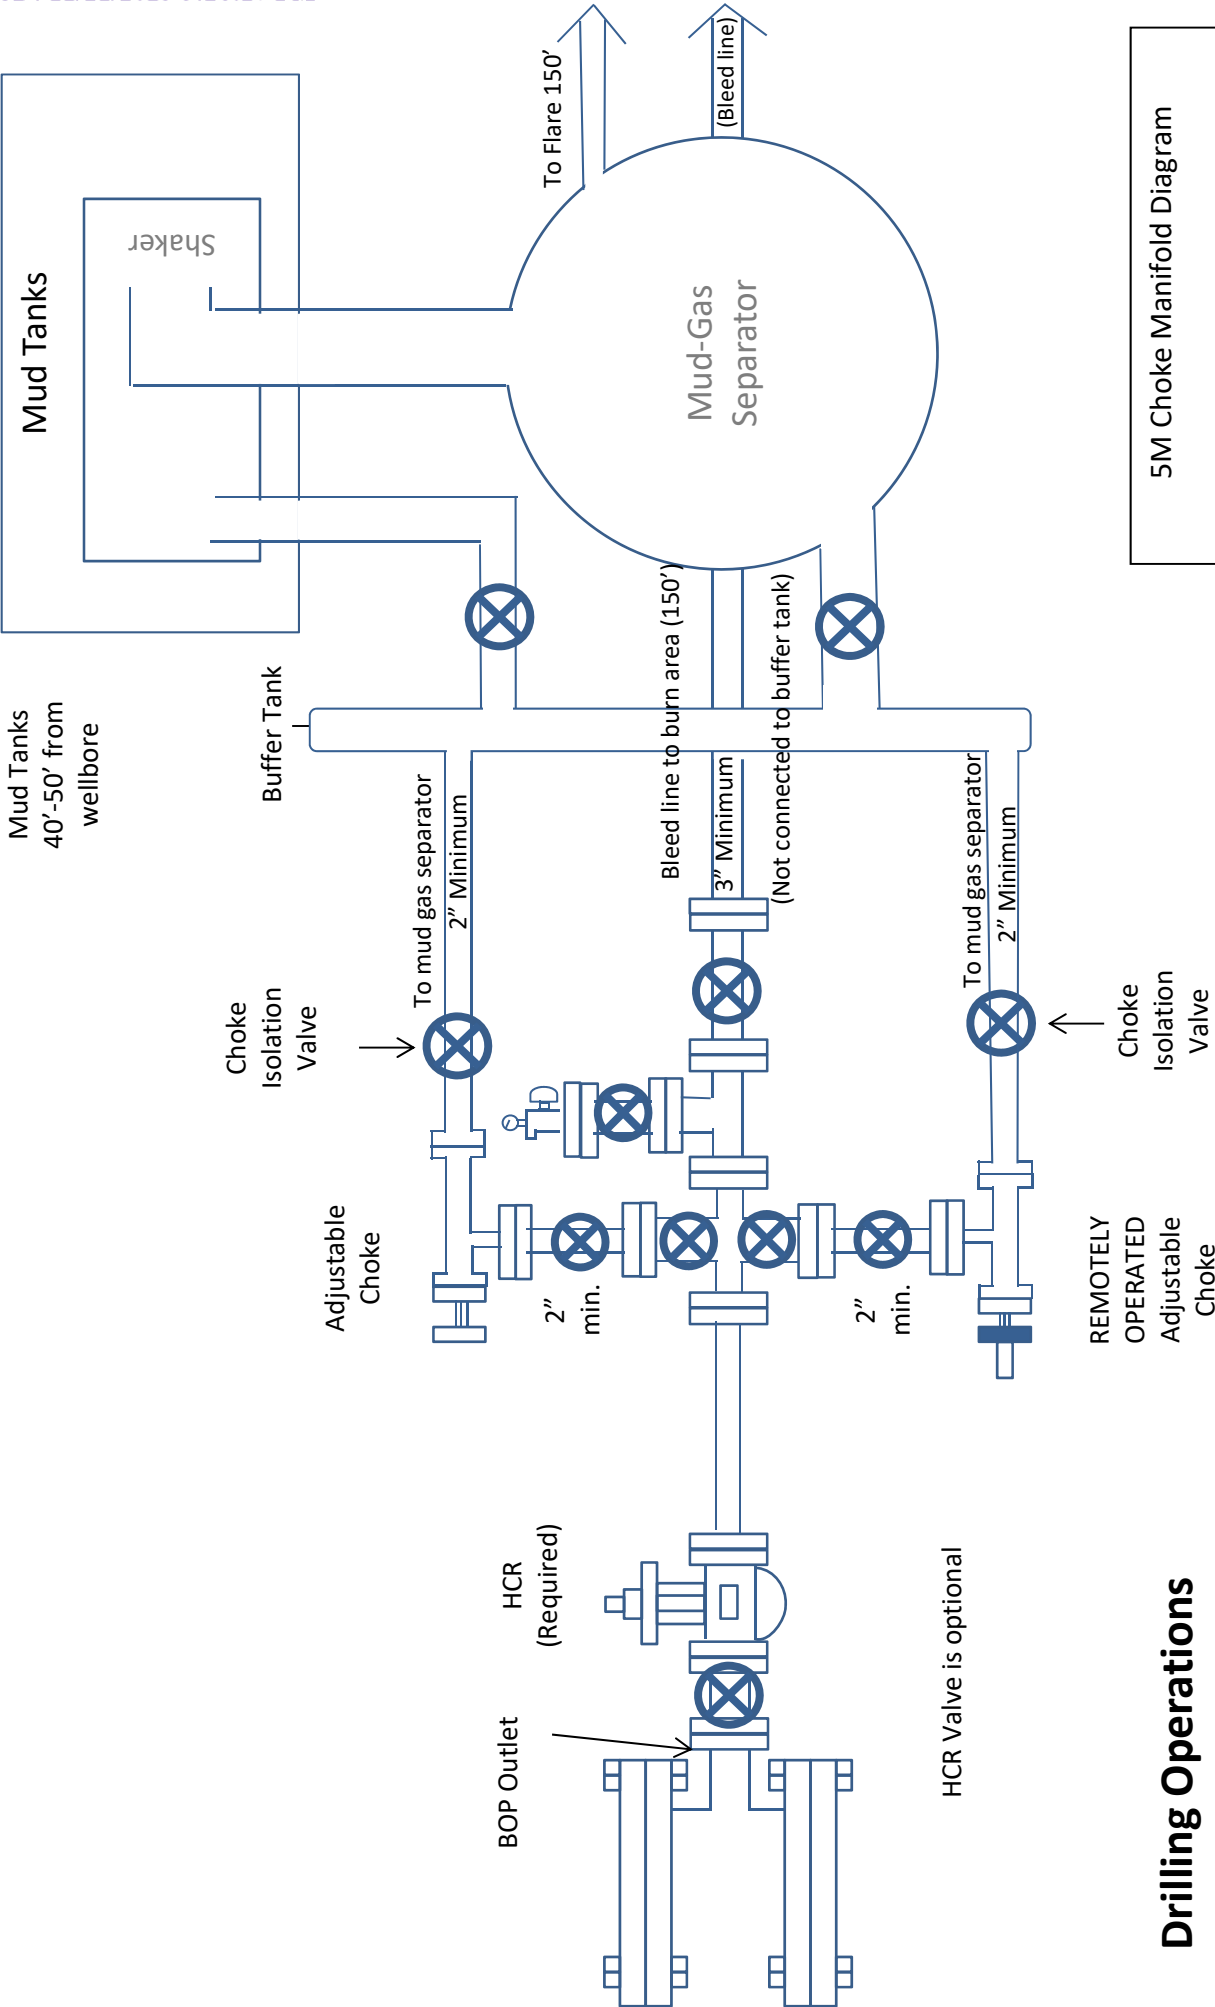 Mud Tanks
40’-50’ from
wellbore
Mud Tanks
Shaker
Buffer Tank
To Flare 150’
(Bleed line)
Mud-Gas
Separator
Choke
Isolation
Valve
To mud gas separator
2” Minimum
Bleed line to burn area (150’)
3” Minimum
(Not connected to buffer tank)
To mud gas separator
2” Minimum
Choke
Isolation
Valve
Adjustable
Choke
2”
min.
2”
min.
REMOTELY
OPERATED
Adjustable
Choke
HCR
(Required)
BOP Outlet
HCR Valve is optional
Drilling Operations
5M Choke Manifold Diagram